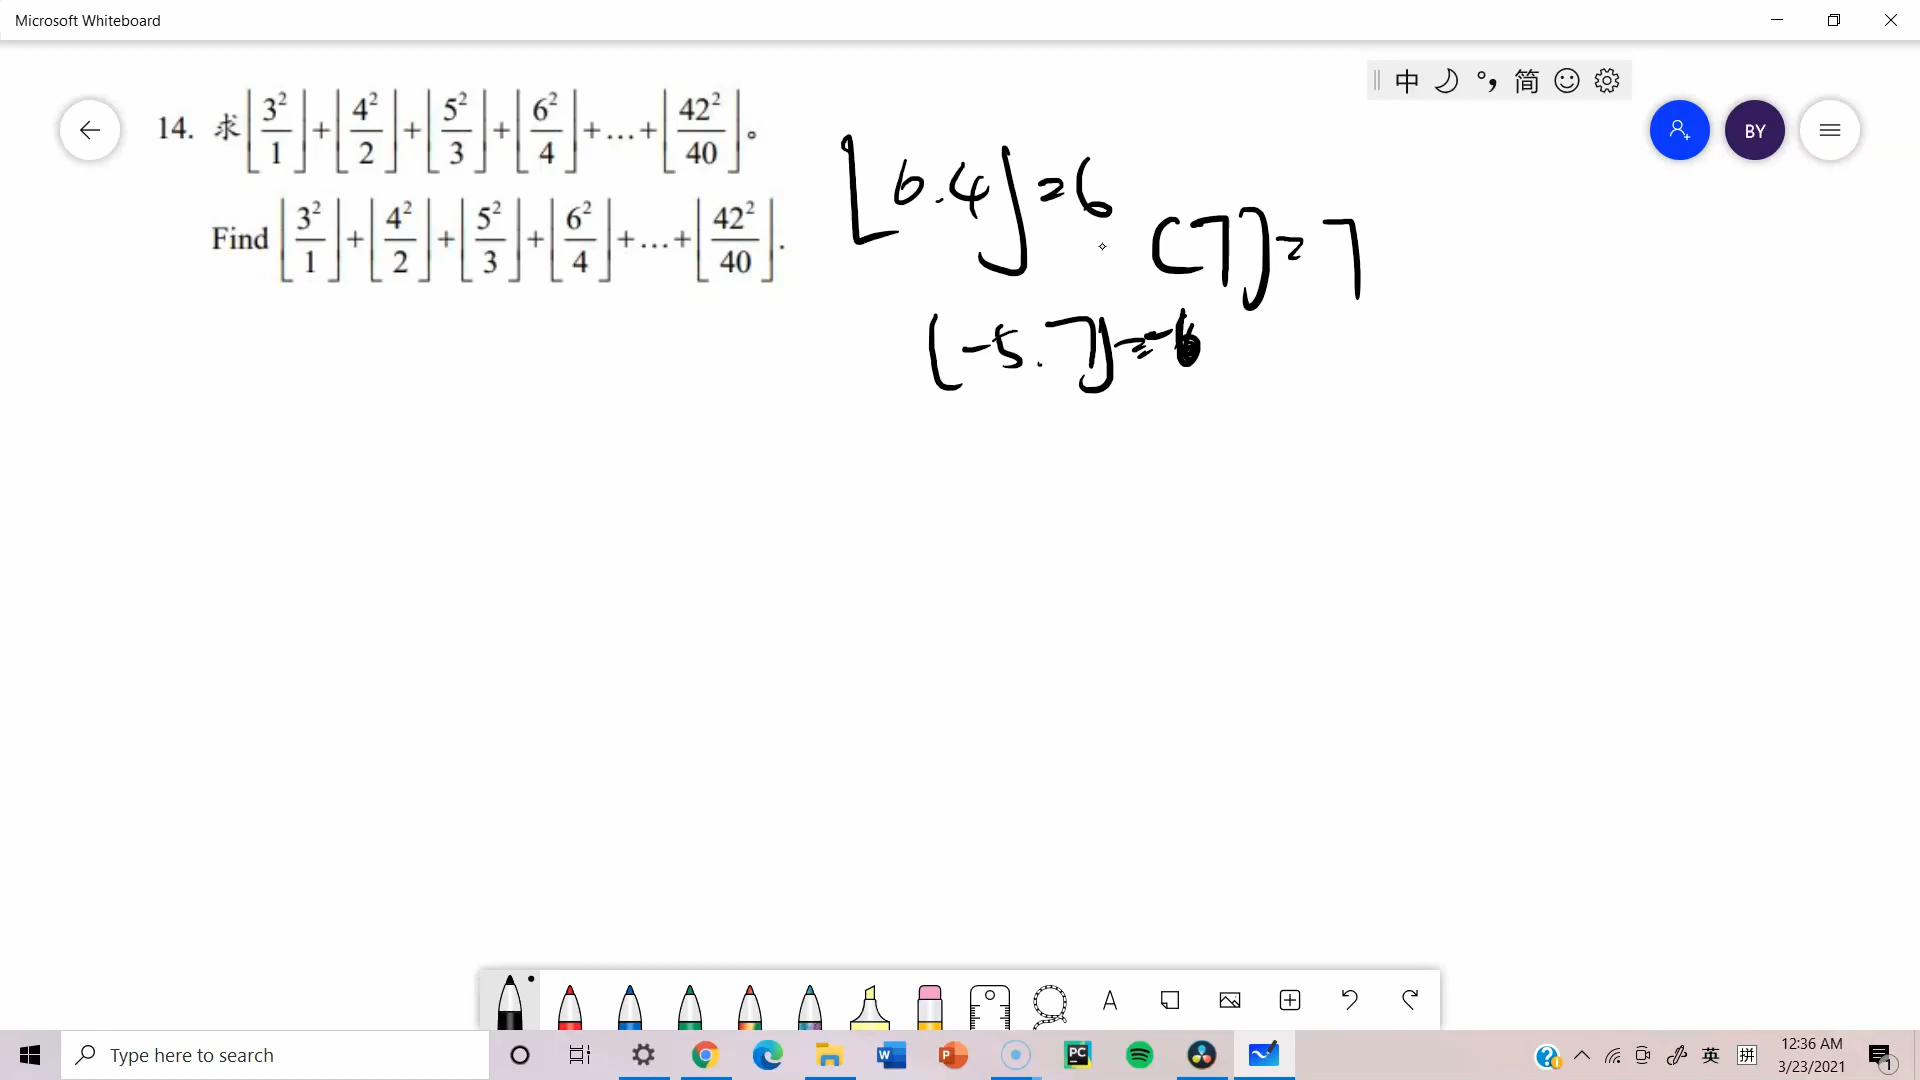 Microsoft Whiteboard
中 °, 简
14. 求⌊3²/1⌋+⌊4²/2⌋+⌊5²/3⌋+⌊6²/4⌋+…+⌊42²/40⌋。
Find ⌊3²/1⌋+⌊4²/2⌋+⌊5²/3⌋+⌊6²/4⌋+…+⌊42²/40⌋.
⌊6.4⌋=6
⌊7⌋=7
⌊-5.7⌋=-6
BY
A
Type here to search
W P PC
英 拼
12:36 AM
3/23/2021
1